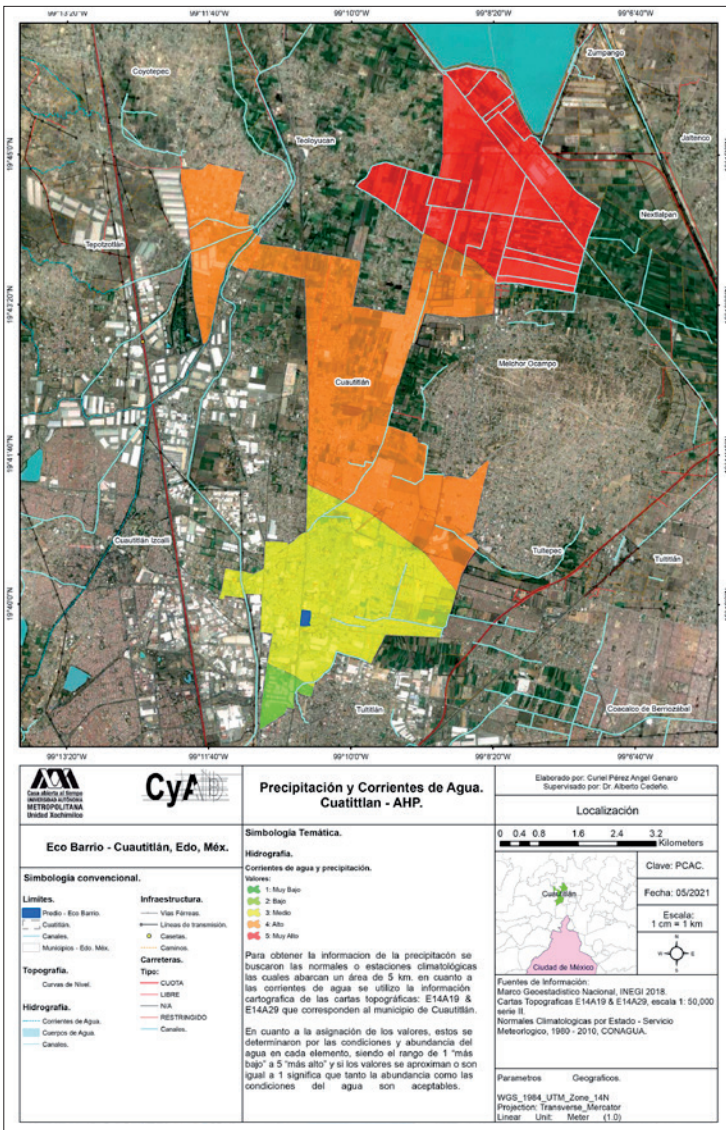 99°13'20"W 99°11'40"W 99°10'0"W 99°8'20"W 99°6'40"W
Zumpango
Coyotepec
Teoloyucan
Jaltenco
19°45'0"N
Nextlalpan
Tepotzotlán
19°43'20"N
Melchor Ocampo
Cuautitlán
19°41'40"N
Cuautitlán Izcalli
Tultepec
Tultitlán
19°40'0"N
Tultitlán
Coacalco de Berriozábal
99°13'20"W 99°11'40"W 99°10'0"W 99°8'20"W 99°6'40"W
Casa abierta al tiempo
UNIVERSIDAD AUTÓNOMA
METROPOLITANA
Unidad Xochimilco
CyAD
Eco Barrio - Cuautitlán, Edo, Méx.
Simbología convencional.
Límites.
Predio - Eco Barrio.
Cuatitlán.
Canales.
Municipios - Edo. Méx.
Topografía.
Curvas de Nivel.
Hidrografía.
Corrientes de Agua.
Cuerpos de Agua.
Canales.
Infraestructura.
Vías Férreas.
Líneas de transmisión.
Casetas.
Caminos.
Carreteras.
Tipo:
CUOTA
LIBRE
N/A
RESTRINGIDO
Canales.
Precipitación y Corrientes de Agua.
Cuatittlan - AHP.
Simbología Temática.
Hidrografía.
Corrientes de agua y precipitación.
Valores:
1: Muy Bajo
2: Bajo
3: Medio
4: Alto
5: Muy Alto
Para obtener la informacion de la precipitación se
buscaron las normales o estaciones climatológicas
las cuales abarcan un área de 5 km. en cuanto a
las corrientes de agua se utilizo la información
cartografica de las cartas topográficas: E14A19 &
E14A29 que corresponden al municipio de Cuautitlán.
En cuanto a la asignación de los valores, estos se
determinaron por las condiciones y abundancia del
agua en cada elemento, siendo el rango de 1 "más
bajo" a 5 "más alto" y si los valores se aproximan o son
igual a 1 significa que tanto la abundancia como las
condiciones del agua son aceptables.
Elaborado por: Curiel Pérez Angel Genaro
Supervisado por: Dr. Alberto Cedeño.
Localización
0 0.4 0.8 1.6 2.4 3.2
Kilometers
Cuautitlán
Ciudad de México
Clave: PCAC.
Fecha: 05/2021
Escala:
1 cm = 1 km
N
W E
S
Fuentes de Información:
Marco Geoestadistico Nacional, INEGI 2018.
Cartas Topograficas E14A19 & E14A29, escala 1: 50,000
serie II.
Normales Climatologicas por Estado - Servicio
Meteorlogico, 1980 - 2010, CONAGUA.
Parametros Geograficos.
WGS_1984_UTM_Zone_14N
Projection: Transverse_Mercator
Linear Unit: Meter (1.0)